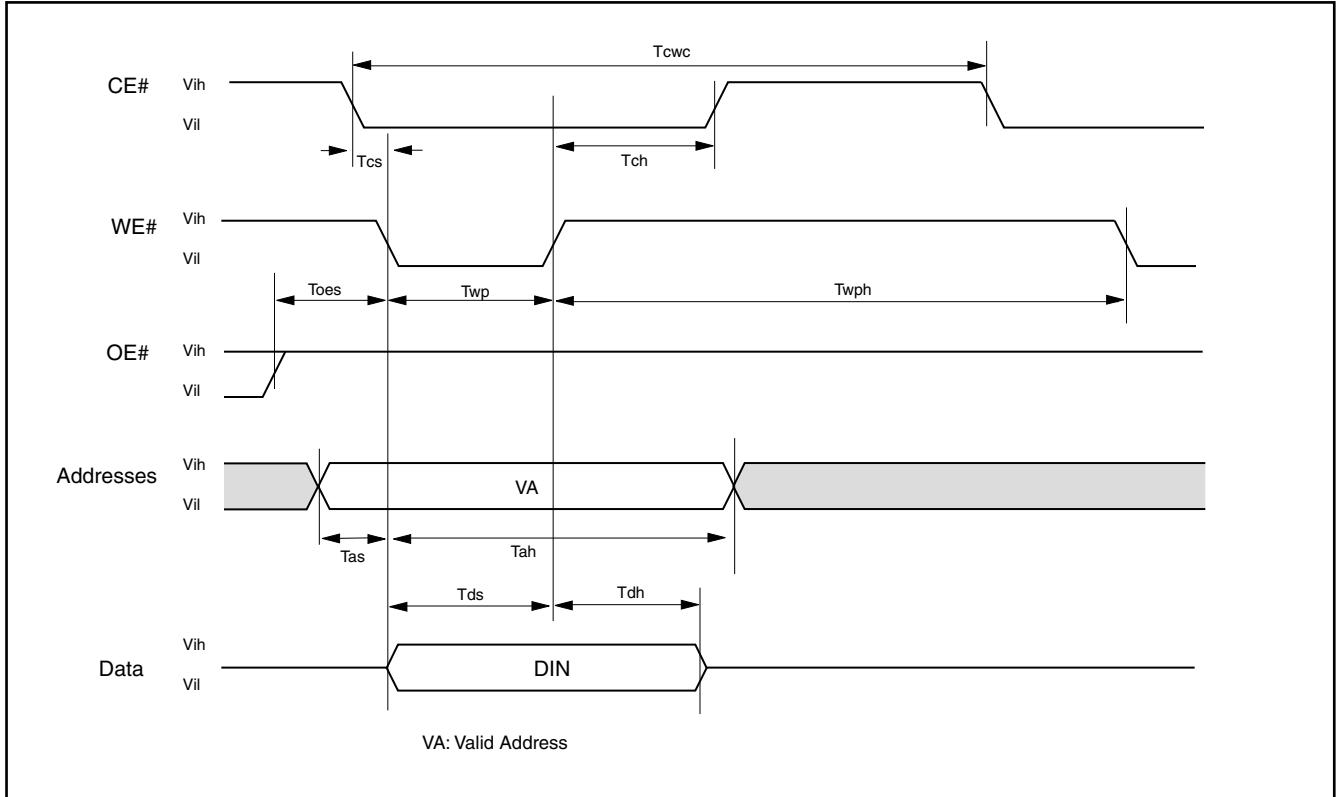 Tcwc
CE# Vih
Vil
Tcs Tch
WE# Vih
Vil
Toes Twp Twph
OE# Vih
Vil
Addresses Vih
VA
Vil
Tas Tah
Tds Tdh
Vih
Data DIN
Vil
VA: Valid Address